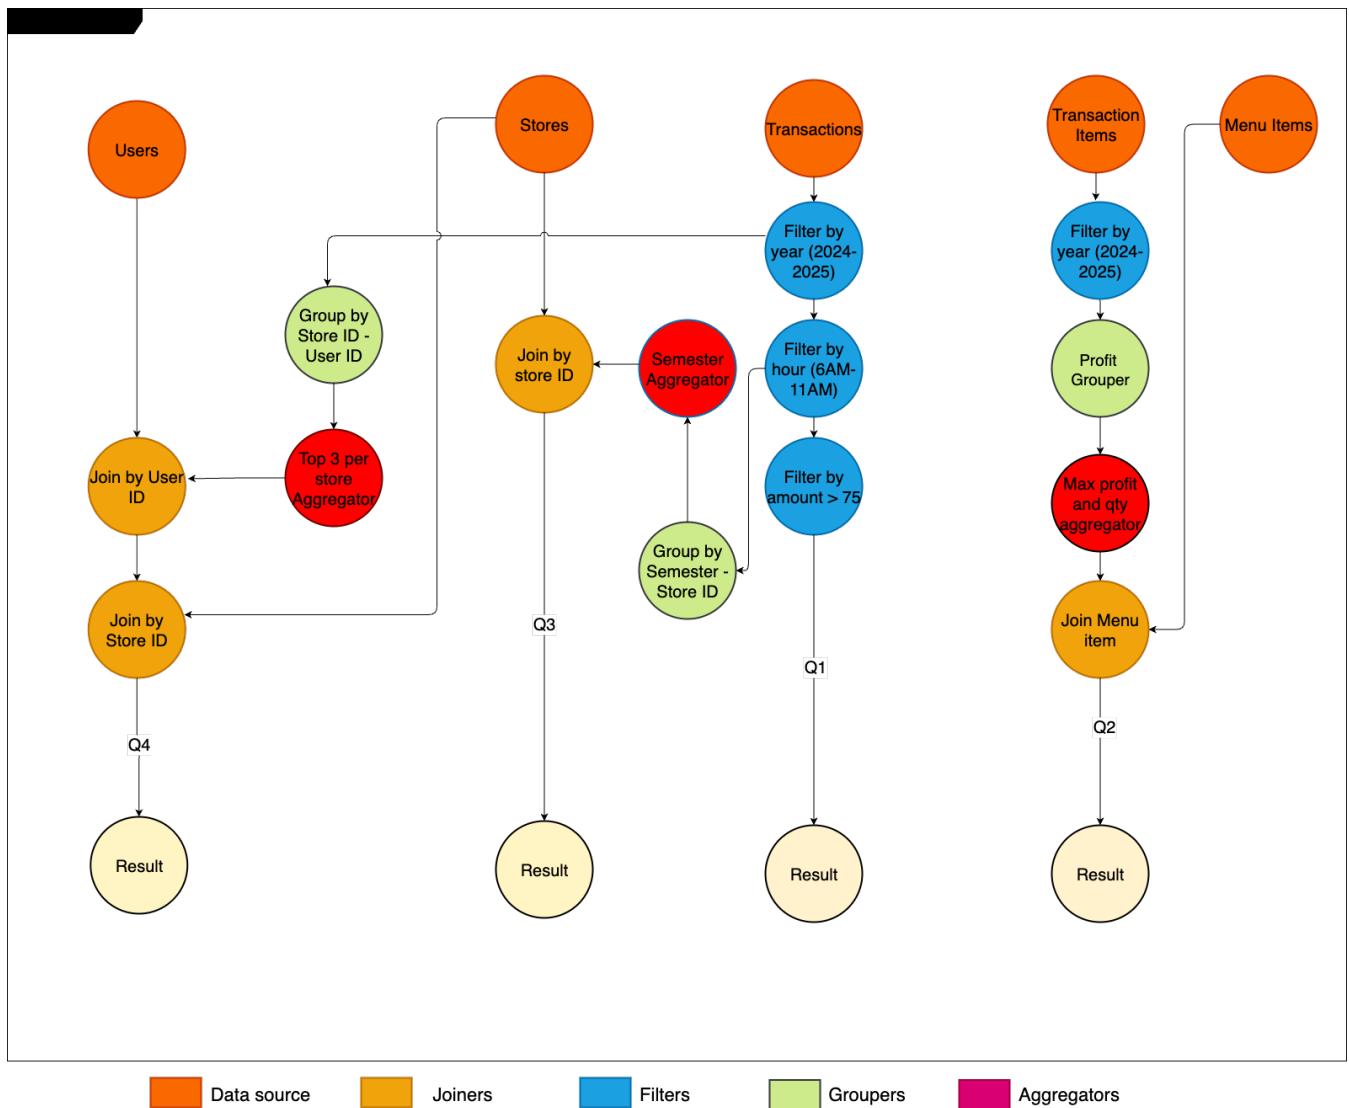 Users
Stores
Transactions
Transaction
Items
Menu Items
Filter by
year (2024-
2025)
Filter by
year (2024-
2025)
Group by
Store ID -
User ID
Join by
store ID
Semester
Aggregator
Filter by
hour (6AM-
11AM)
Profit
Grouper
Join by User
ID
Top 3 per
store
Aggregator
Filter by
amount > 75
Max profit
and qty
aggregator
Group by
Semester -
Store ID
Join by
Store ID
Join Menu
item
Q3
Q1
Q2
Q4
Result
Result
Result
Result
Data source
Joiners
Filters
Groupers
Aggregators